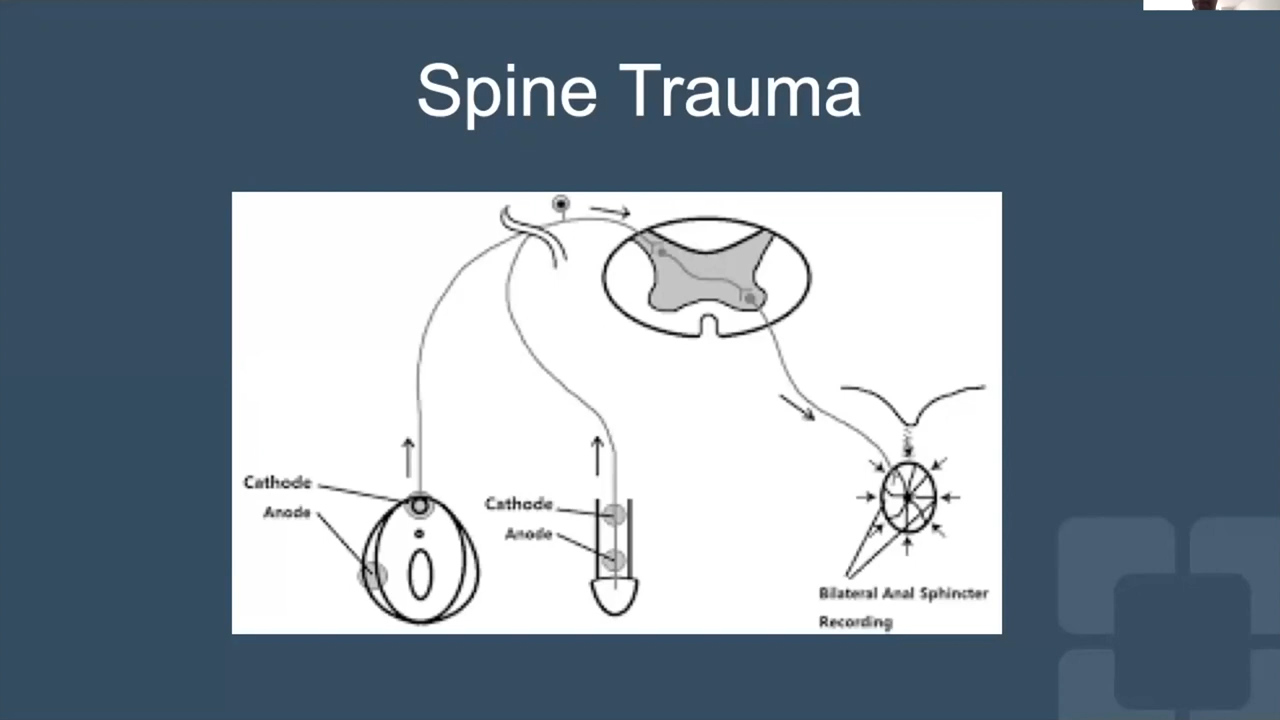 Spine Trauma
Cathode
Anode
Cathode
Anode
Bilateral Anal Sphincter
Recording